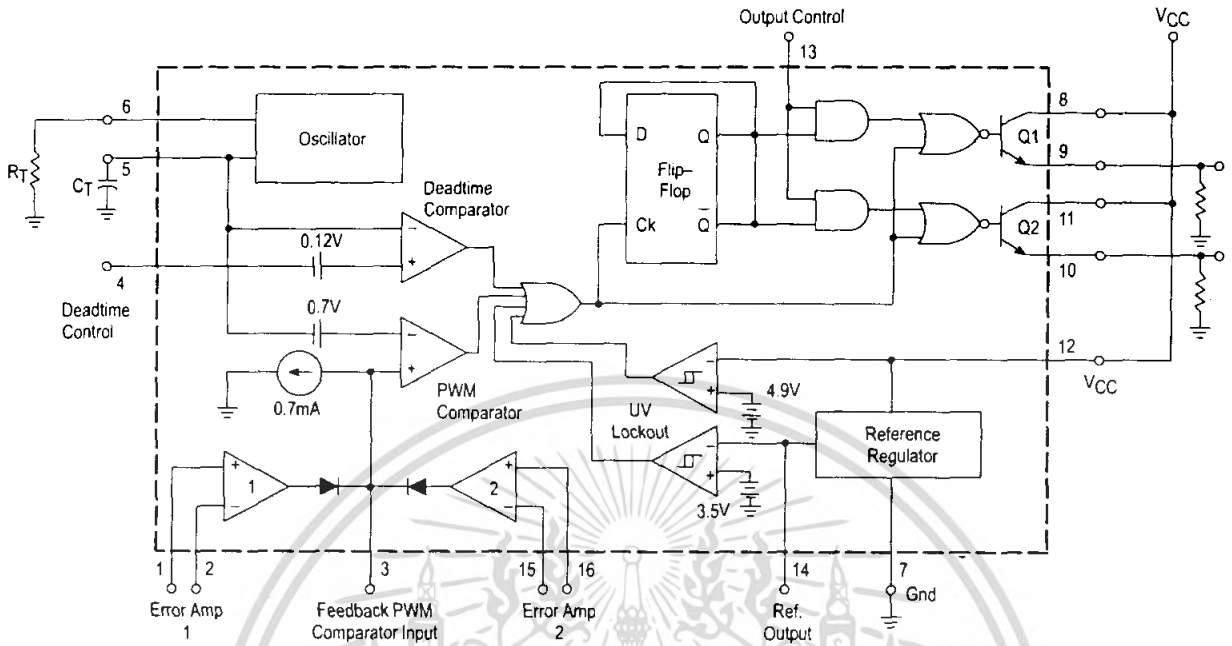 Output Control
13
VCC
6
Oscillator
5
RT
CT
D
Q
Flip–
Flop
Ck
Q
8
Q1
9
11
Q2
10
Deadtime
Comparator
0.12V
4
Deadtime
Control
0.7V
PWM
Comparator
0.7mA
UV
Lockout
4.9V
3.5V
12
VCC
Reference
Regulator
1
2
1
2
3
15
16
14
7
Error Amp
1
Feedback PWM
Comparator Input
Error Amp
2
Ref.
Output
Gnd